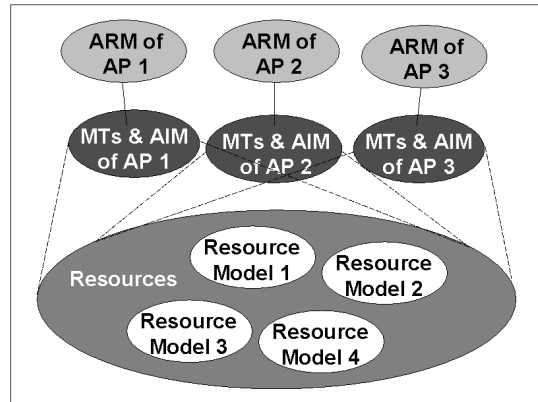 ARM of
AP 1
ARM of
AP 2
ARM of
AP 3
MTs & AIM
of AP 1
MTs & AIM
of AP 2
MTs & AIM
of AP 3
Resources
Resource
Model 1
Resource
Model 2
Resource
Model 3
Resource
Model 4